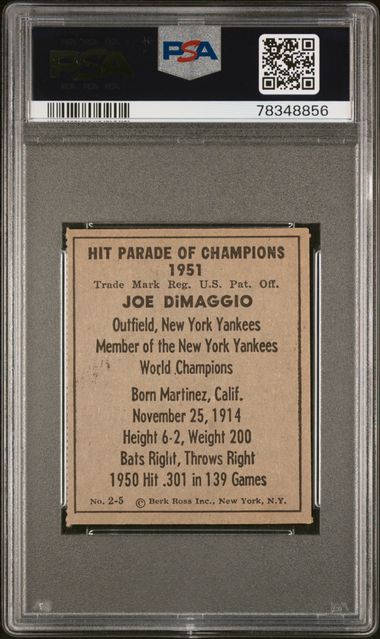 PSA
PSA
78348856
HIT PARADE OF CHAMPIONS
1951
Trade Mark Reg. U.S. Pat. Off.
JOE DiMAGGIO
Outfield, New York Yankees
Member of the New York Yankees
World Champions
Born Martinez, Calif.
November 25, 1914
Height 6-2, Weight 200
Bats Right, Throws Right
1950 Hit .301 in 139 Games
No. 2-5 © Berk Ross Inc., New York, N.Y.